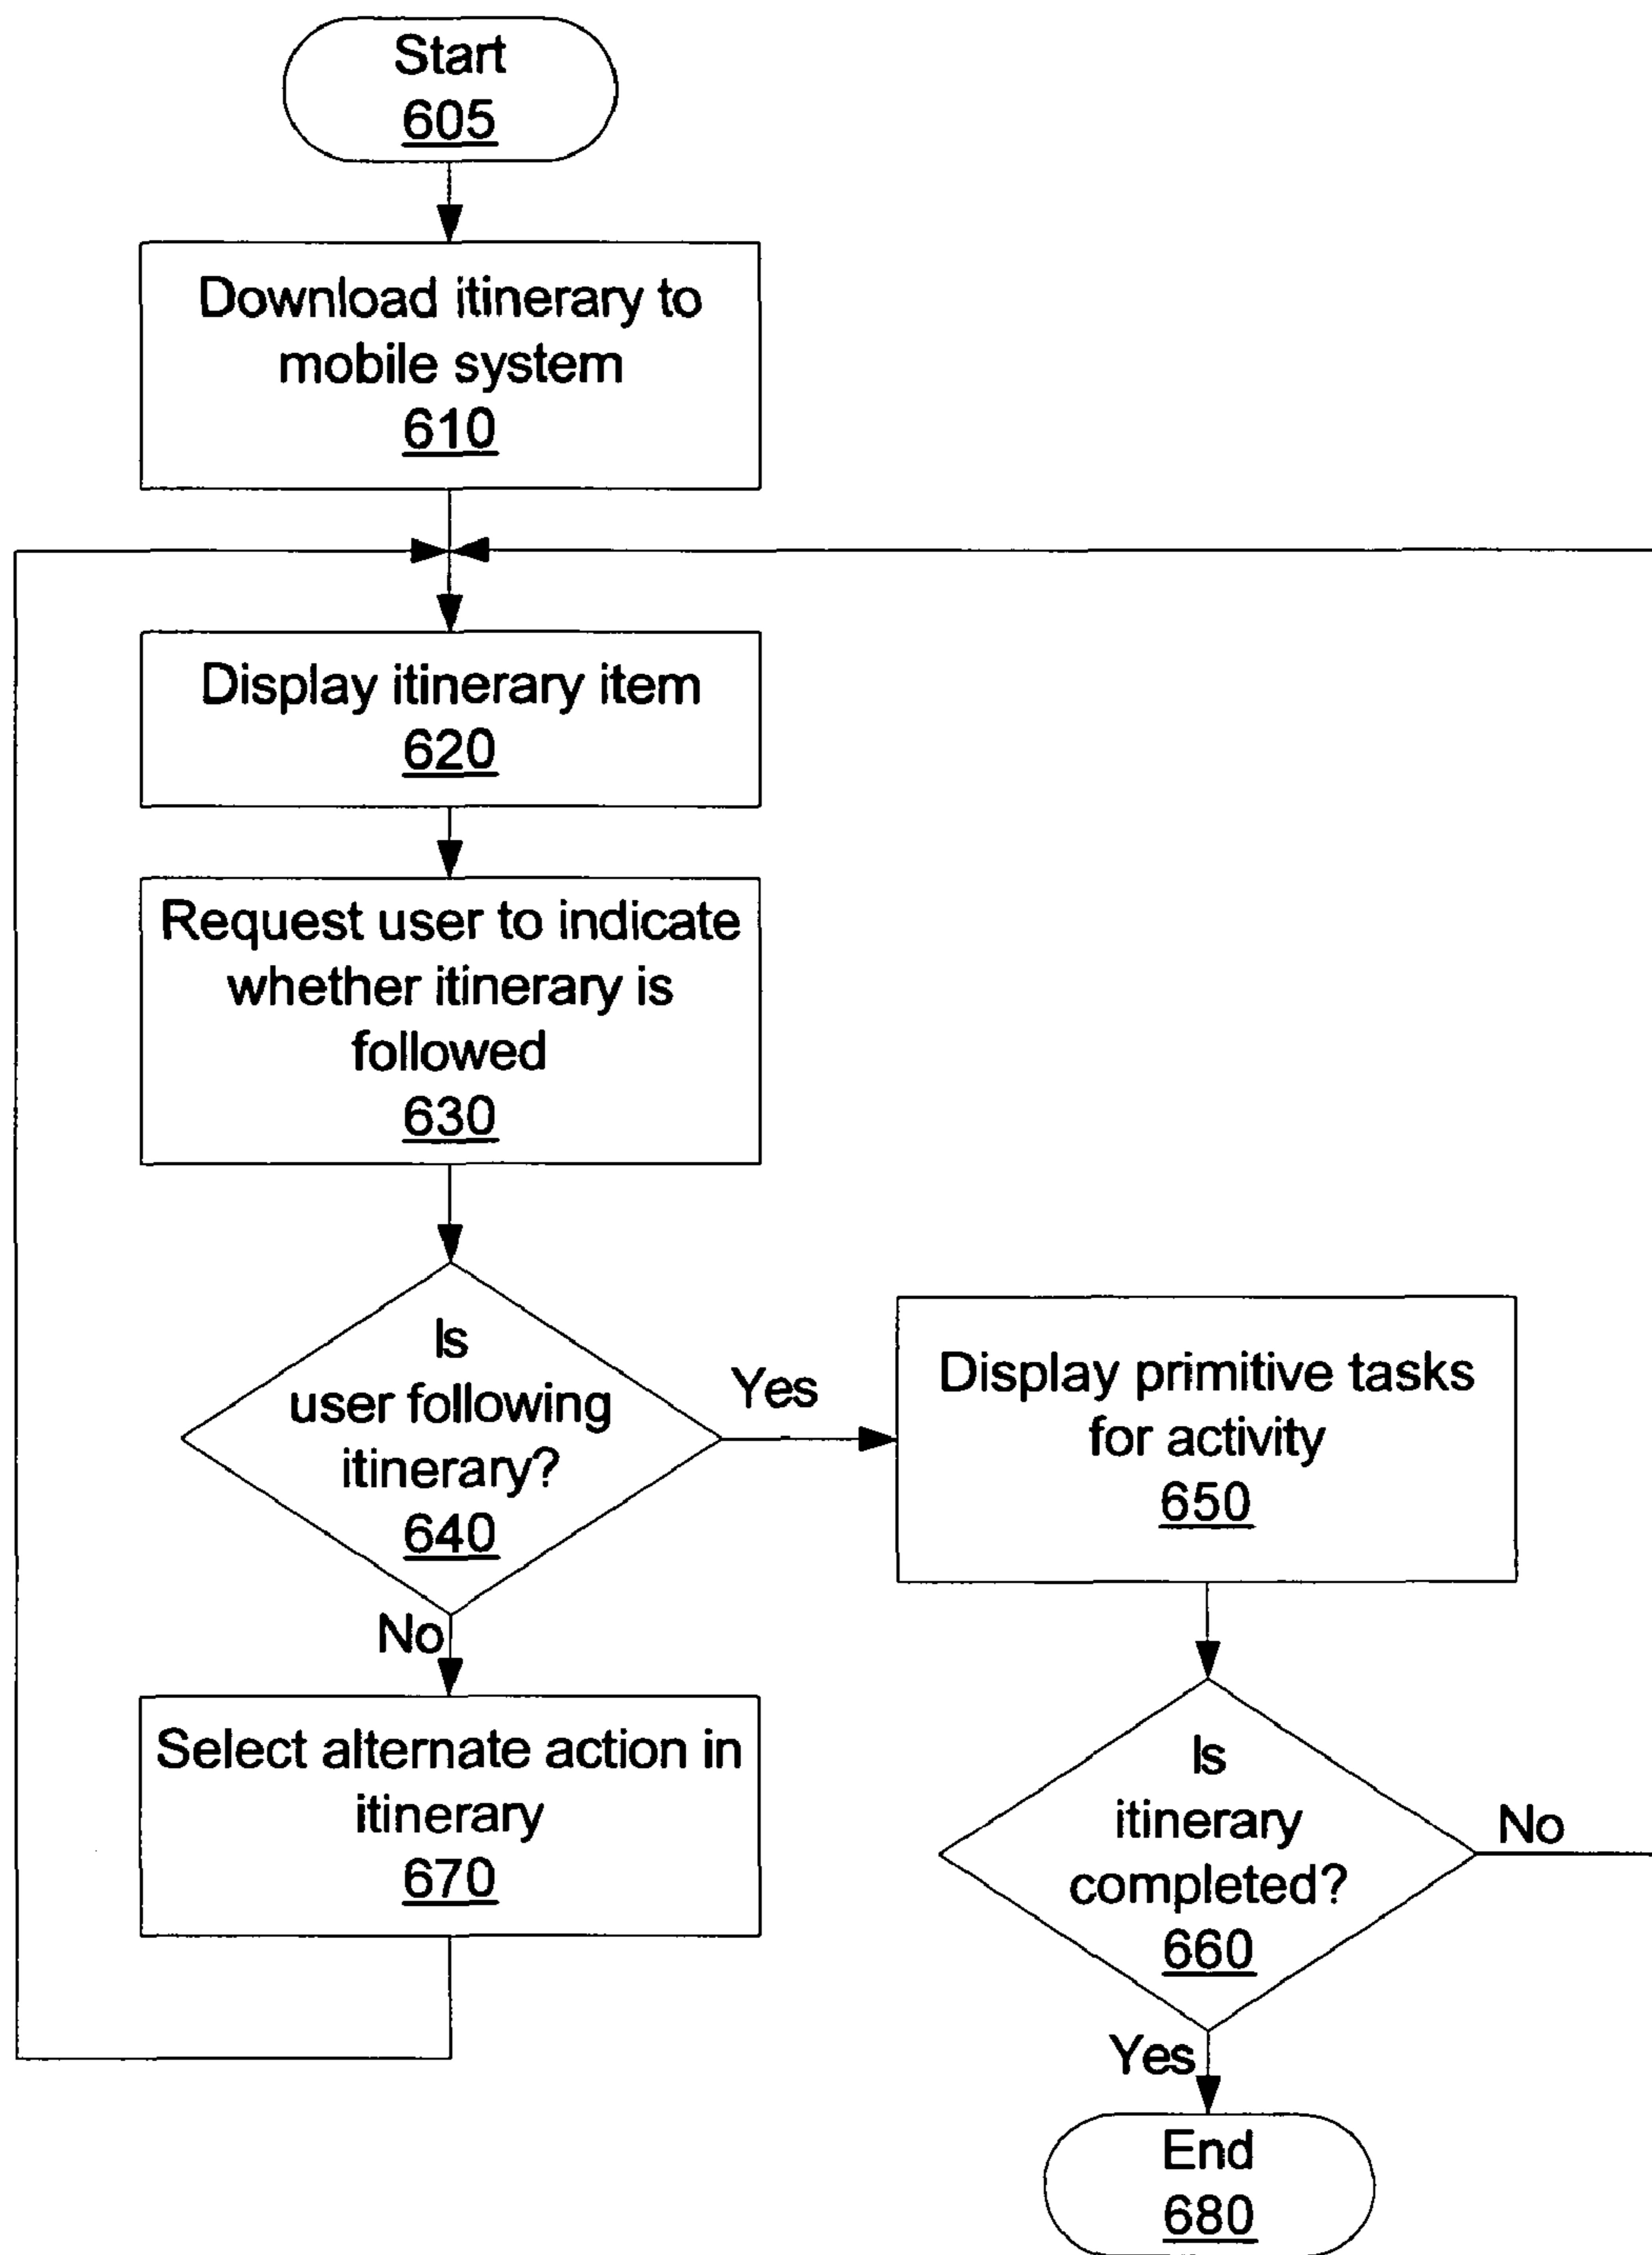 Start
605
Download itinerary to
mobile system
610
Display itinerary item
620
Request user to indicate
whether itinerary is
followed
630
Is
user following
itinerary?
640
Yes
Display primitive tasks
for activity
650
No
Select alternate action in
itinerary
670
Is
itinerary
completed?
660
No
Yes
End
680